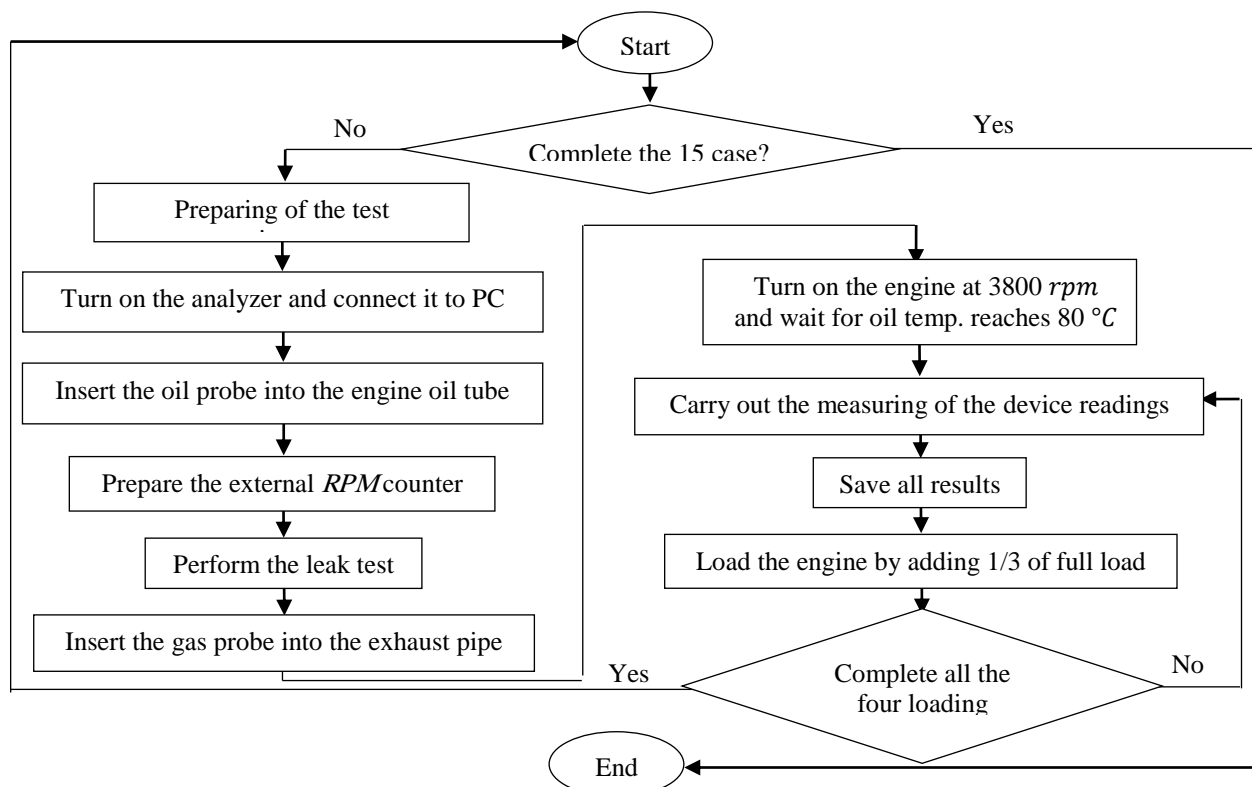 Start
Complete the 15 case?
No
Yes
Preparing of the test
Turn on the analyzer and connect it to PC
Insert the oil probe into the engine oil tube
Prepare the external RPM counter
Perform the leak test
Insert the gas probe into the exhaust pipe
Turn on the engine at 3800 rpm
and wait for oil temp. reaches 80 °C
Carry out the measuring of the device readings
Save all results
Load the engine by adding 1/3 of full load
Complete all the
four loading
Yes
No
End